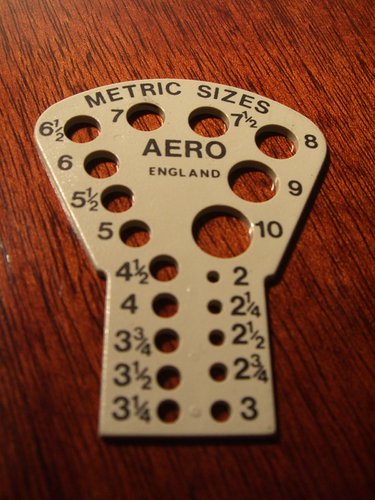 METRIC SIZES
6½ 7 7½ 8
AERO
ENGLAND
6 9
5½
5 10
4½ 2
4 2¼
3¾ 2½
3½ 2¾
3¼ 3